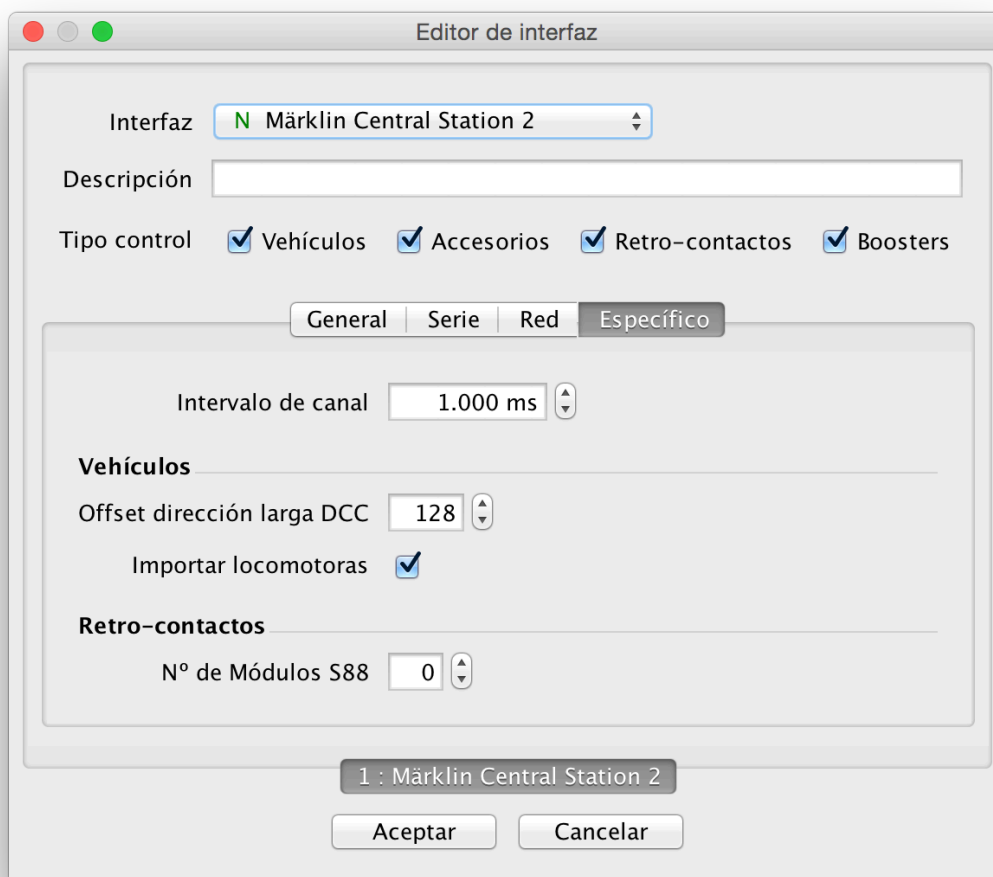 Editor de interfaz
Interfaz N Märklin Central Station 2
Descripción
Tipo control Vehículos Accesorios Retro-contactos Boosters
General Serie Red Específico
Intervalo de canal 1.000 ms
Vehículos
Offset dirección larga DCC 128
Importar locomotoras
Retro-contactos
Nº de Módulos S88 0
1 : Märklin Central Station 2
Aceptar Cancelar